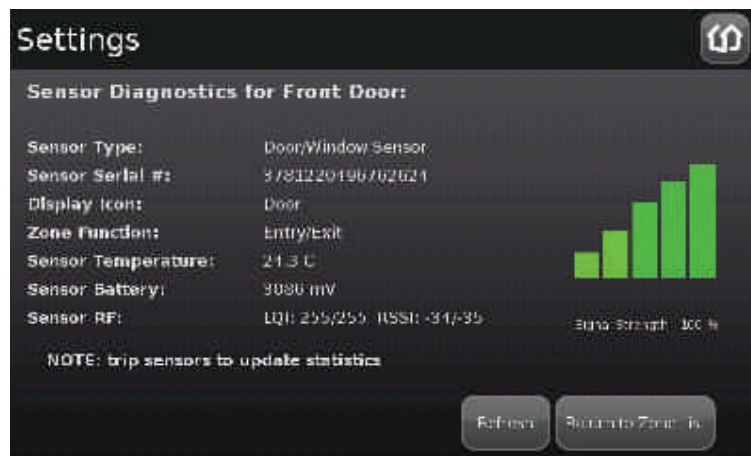 Settings
Sensor Diagnostics for Front Door:
Sensor Type: Door/Window Sensor
Sensor Serial #:
Display Icon: Door
Zone Function: Entry/Exit
Sensor Temperature: 24.3 C
Sensor Battery: 3086 mV
Sensor RF: LQI: 255/255 RSSI: -34/-35
Signal Strength 100 %
NOTE: trip sensors to update statistics
Refresh Return to Zone